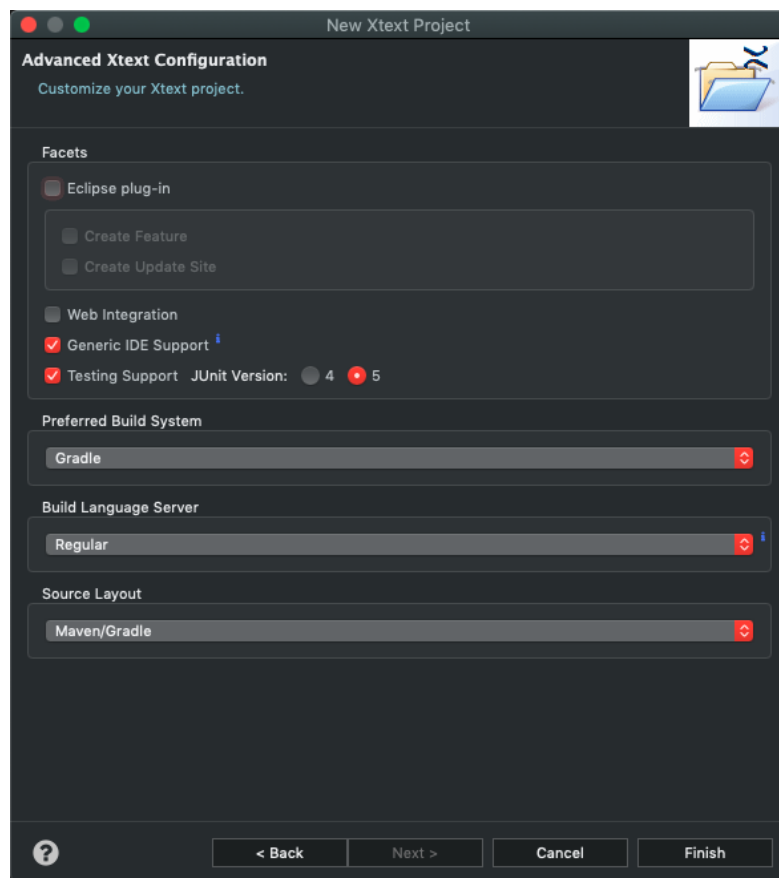 New Xtext Project
Advanced Xtext Configuration
Customize your Xtext project.
Facets
Eclipse plug-in
Create Feature
Create Update Site
Web Integration
Generic IDE Support i
Testing Support JUnit Version: 4 5
Preferred Build System
Gradle
Build Language Server
Regular i
Source Layout
Maven/Gradle
? < Back Next > Cancel Finish